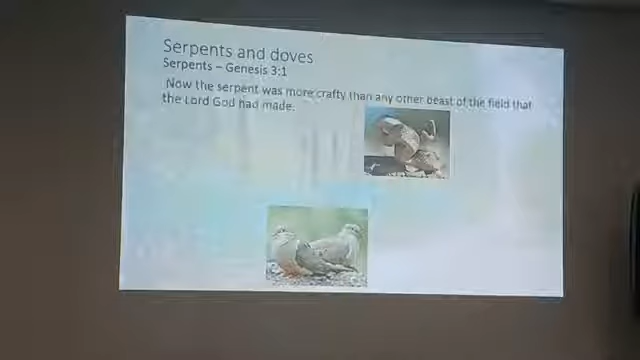 Serpents and doves
Serpents – Genesis 3:1
Now the serpent was more crafty than any other beast of the field that
the Lord God had made.